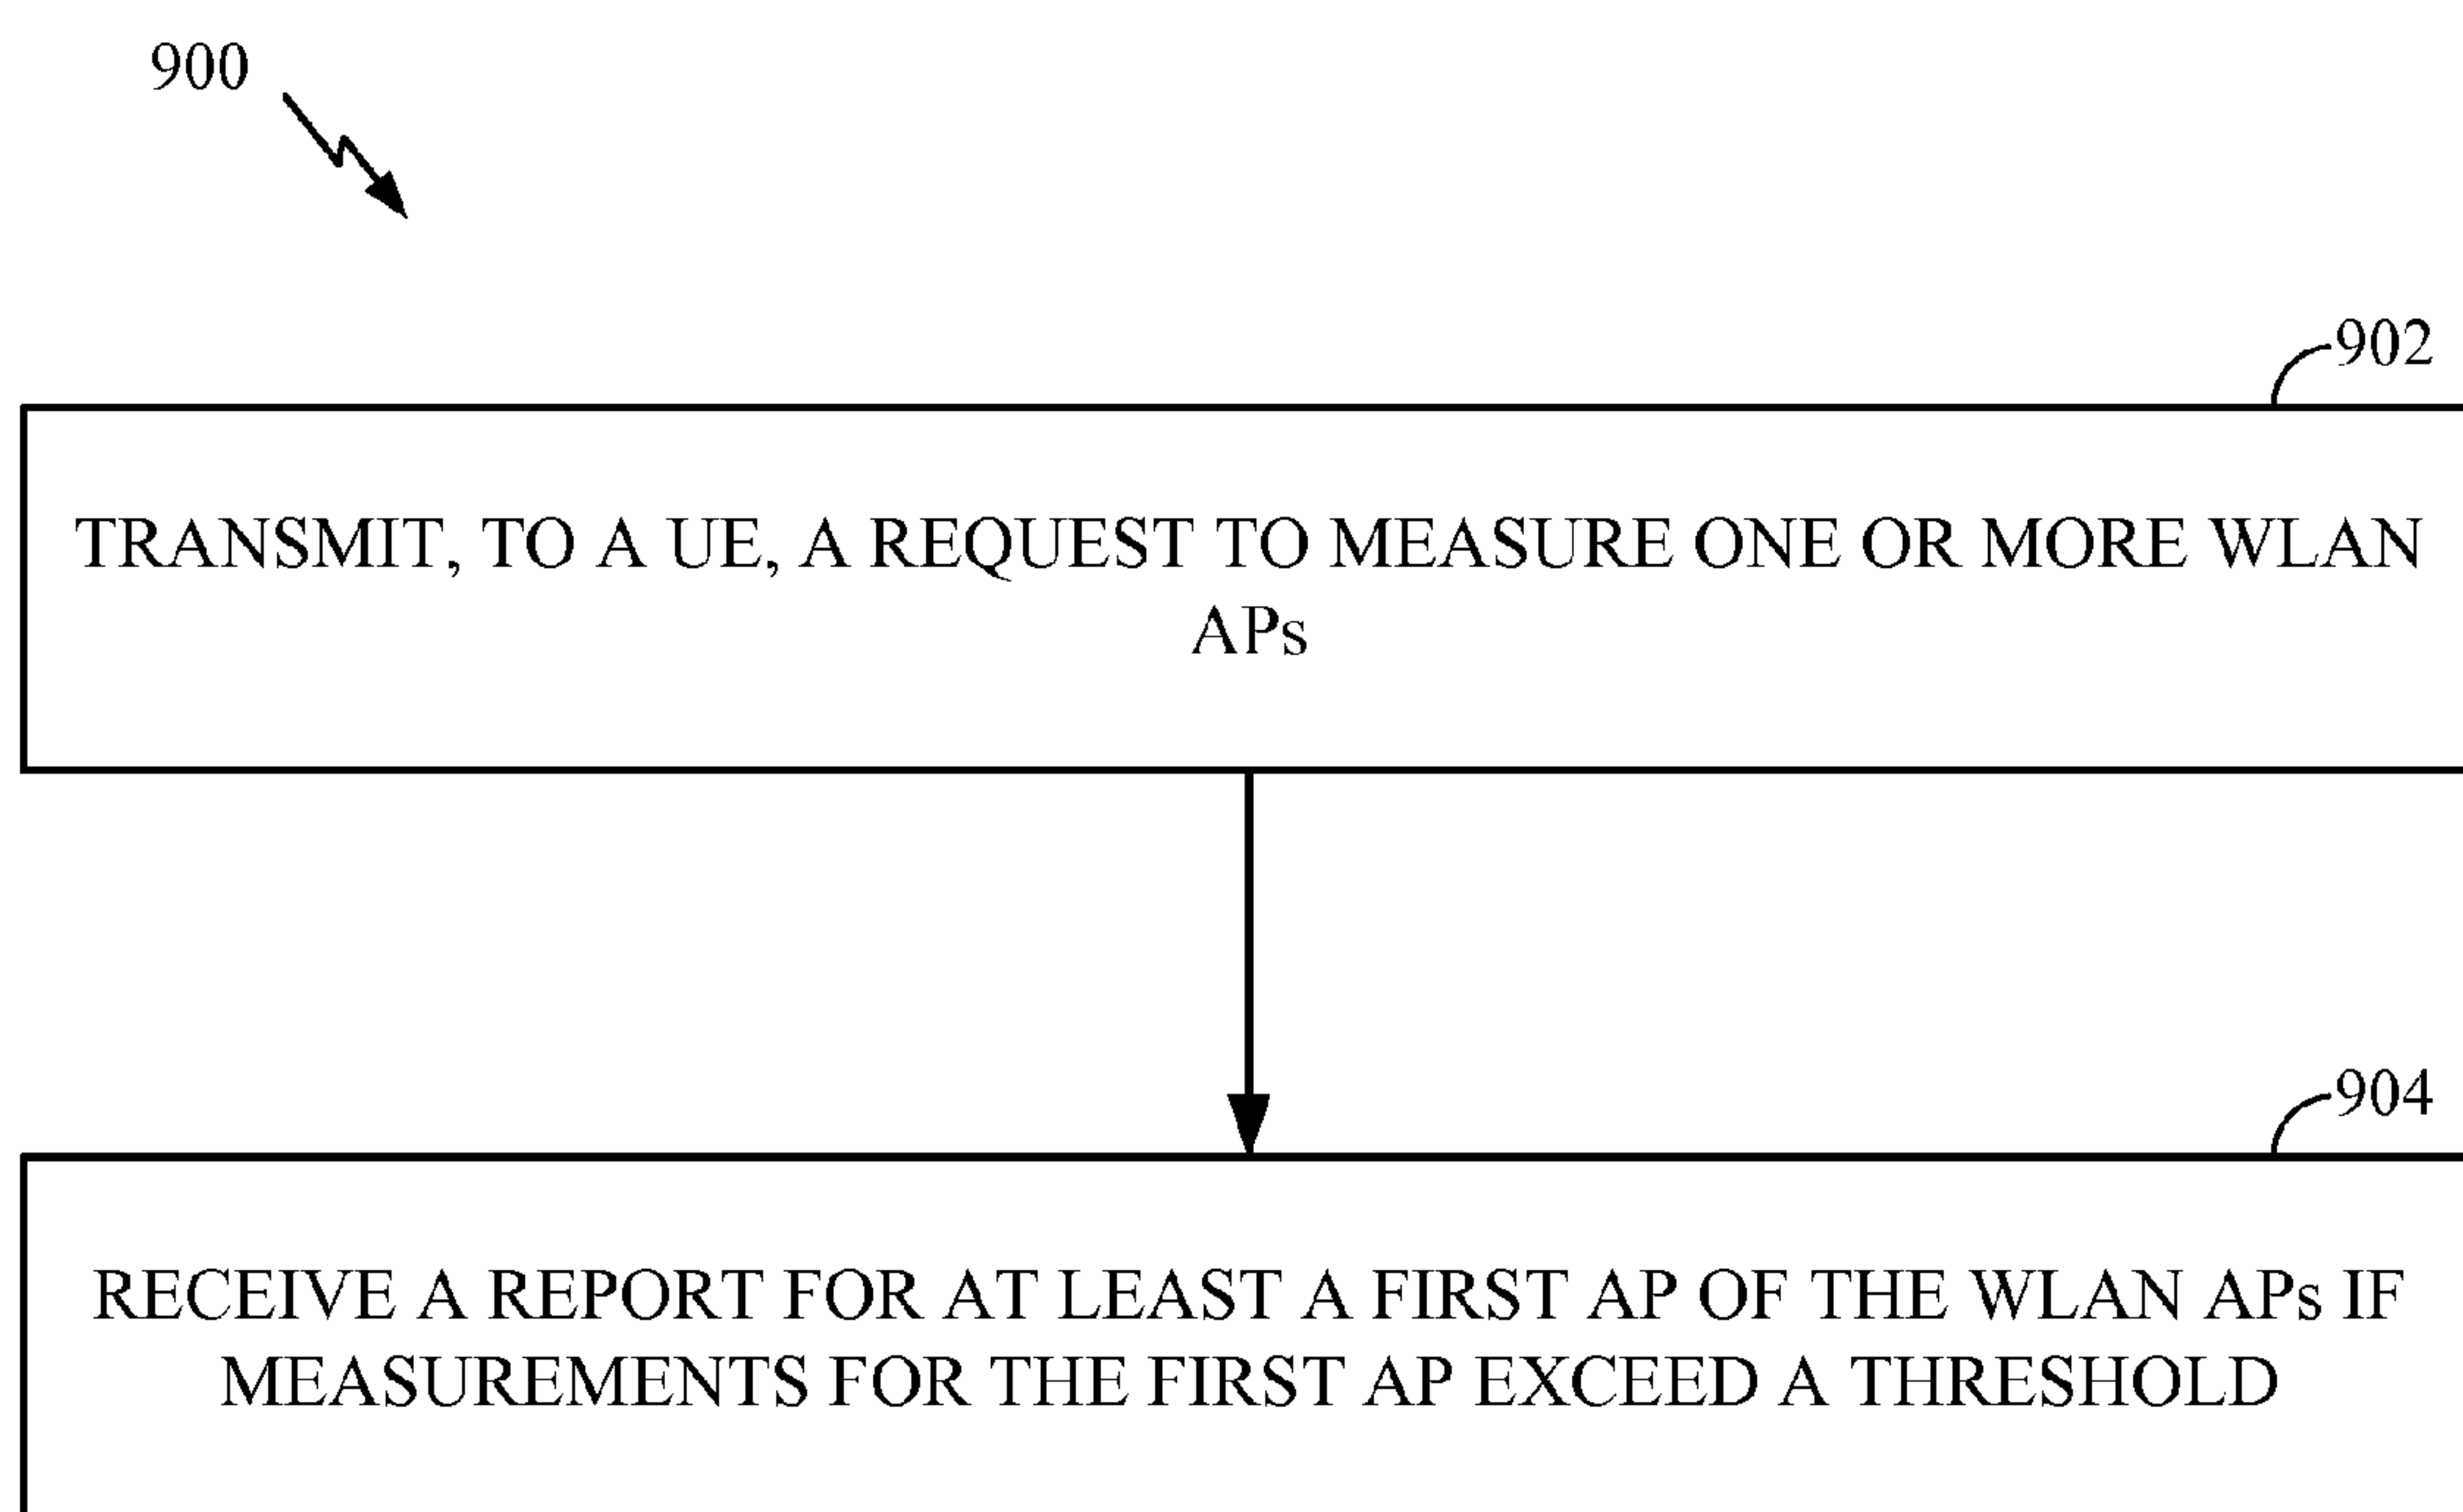 900
902
TRANSMIT, TO A UE, A REQUEST TO MEASURE ONE OR MORE WLAN
APs
904
RECEIVE A REPORT FOR AT LEAST A FIRST AP OF THE WLAN APs IF
MEASUREMENTS FOR THE FIRST AP EXCEED A THRESHOLD